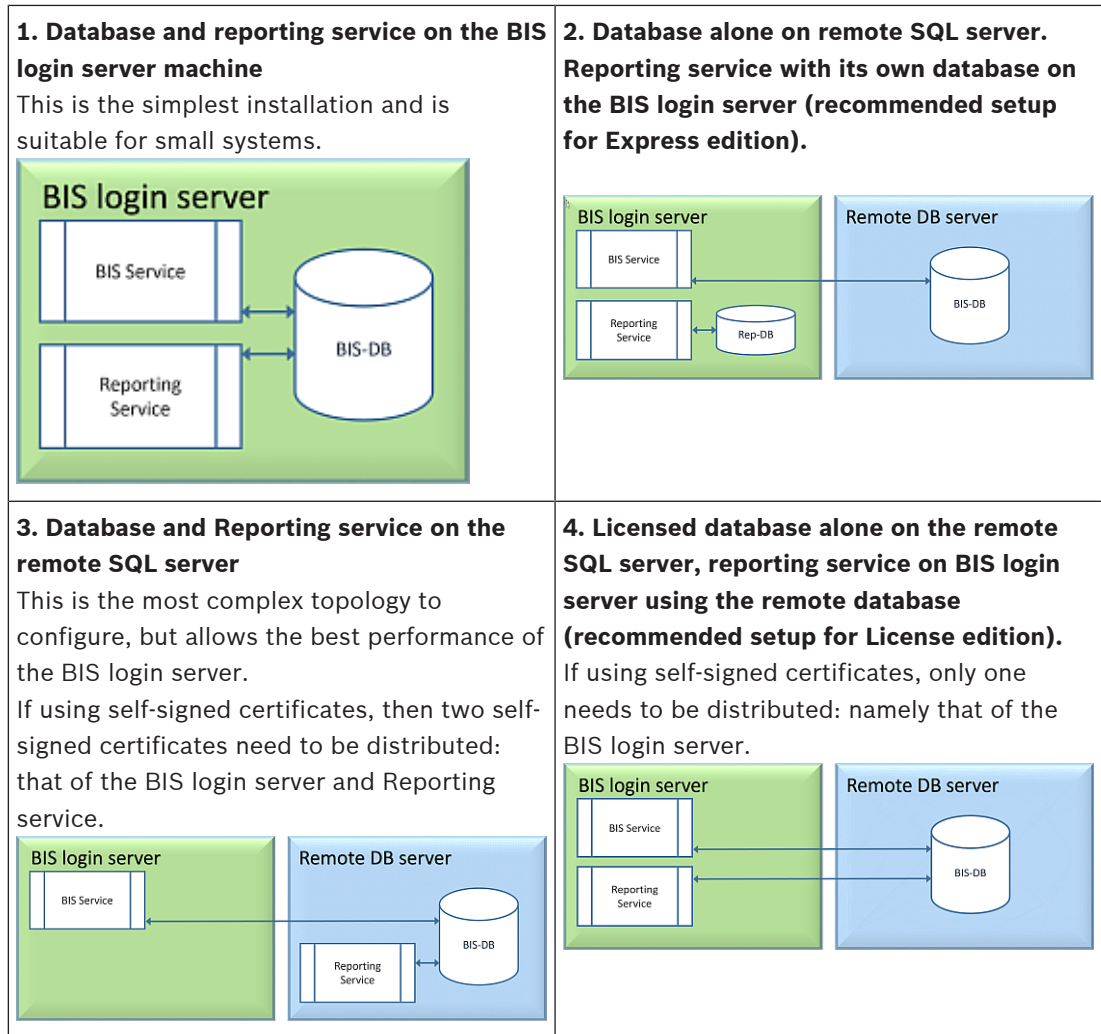 1. Database and reporting service on the BIS
login server machine
This is the simplest installation and is
suitable for small systems.
BIS login server
BIS Service
BIS-DB
Reporting
Service
2. Database alone on remote SQL server.
Reporting service with its own database on
the BIS login server (recommended setup
for Express edition).
BIS login server
Remote DB server
BIS Service
BIS-DB
Reporting
Service
Rep-DB
3. Database and Reporting service on the
remote SQL server
This is the most complex topology to
configure, but allows the best performance of
the BIS login server.
If using self-signed certificates, then two self-
signed certificates need to be distributed:
that of the BIS login server and Reporting
service.
BIS login server
Remote DB server
BIS Service
BIS-DB
Reporting
Service
4. Licensed database alone on the remote
SQL server, reporting service on BIS login
server using the remote database
(recommended setup for License edition).
If using self-signed certificates, only one
needs to be distributed: namely that of the
BIS login server.
BIS login server
Remote DB server
BIS Service
BIS-DB
Reporting
Service